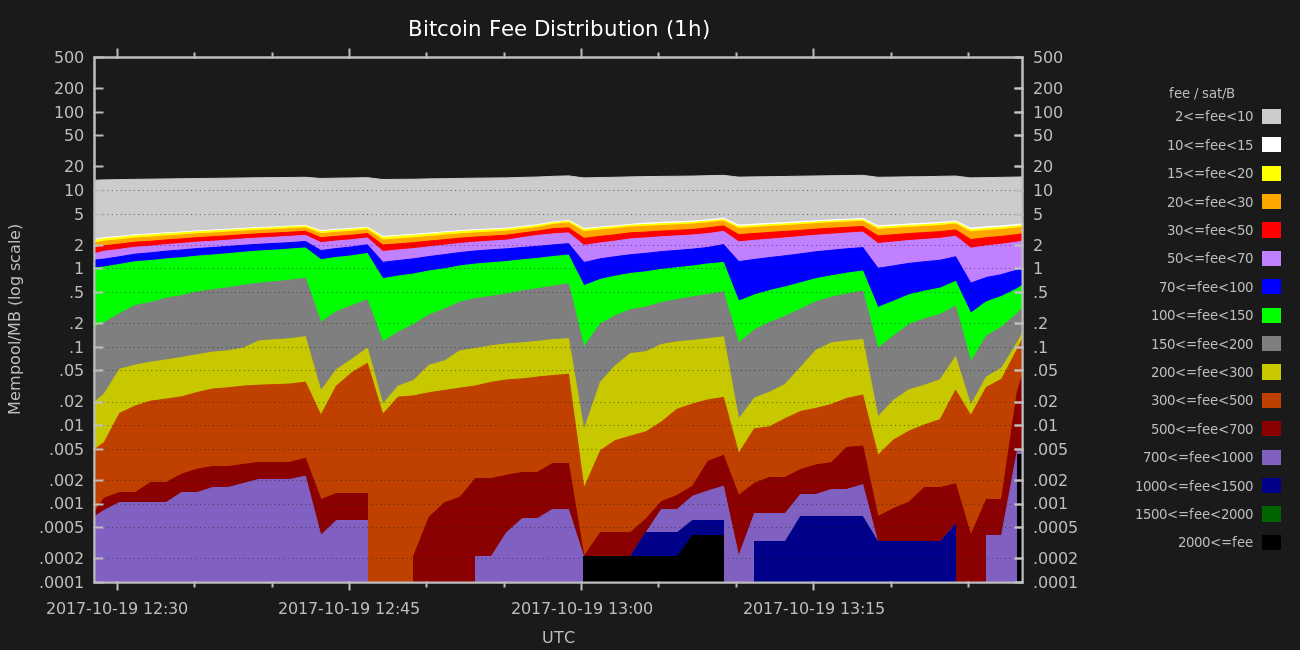 Bitcoin Fee Distribution (1h)
500
200
100
50
20
10
5
2
1
.5
.2
.1
.05
.02
.01
.005
.002
.001
.0005
.0002
.0001
Mempool/MB (log scale)
500
200
100
50
20
10
5
2
1
.5
.2
.1
.05
.02
.01
.005
.002
.001
.0005
.0002
.0001
2017-10-19 12:30
2017-10-19 12:45
2017-10-19 13:00
2017-10-19 13:15
UTC
fee / sat/B
2<=fee<10
10<=fee<15
15<=fee<20
20<=fee<30
30<=fee<50
50<=fee<70
70<=fee<100
100<=fee<150
150<=fee<200
200<=fee<300
300<=fee<500
500<=fee<700
700<=fee<1000
1000<=fee<1500
1500<=fee<2000
2000<=fee